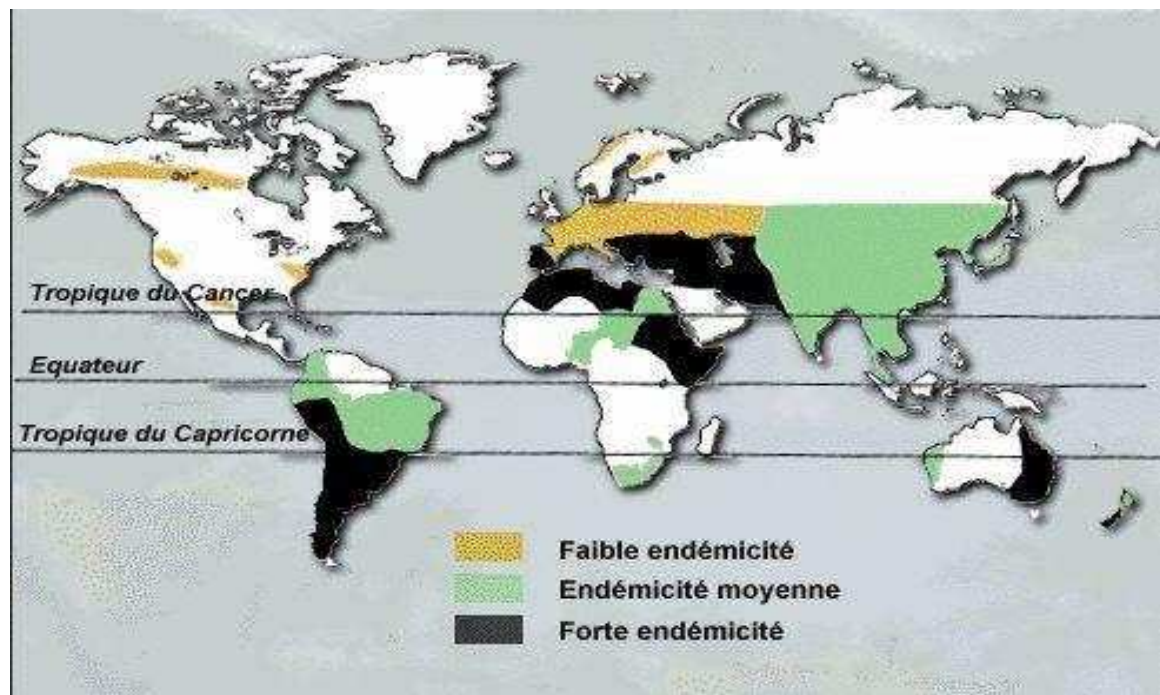 Tropique du Cancer
Equateur
Tropique du Capricorne
Faible endémicité
Endémicité moyenne
Forte endémicité